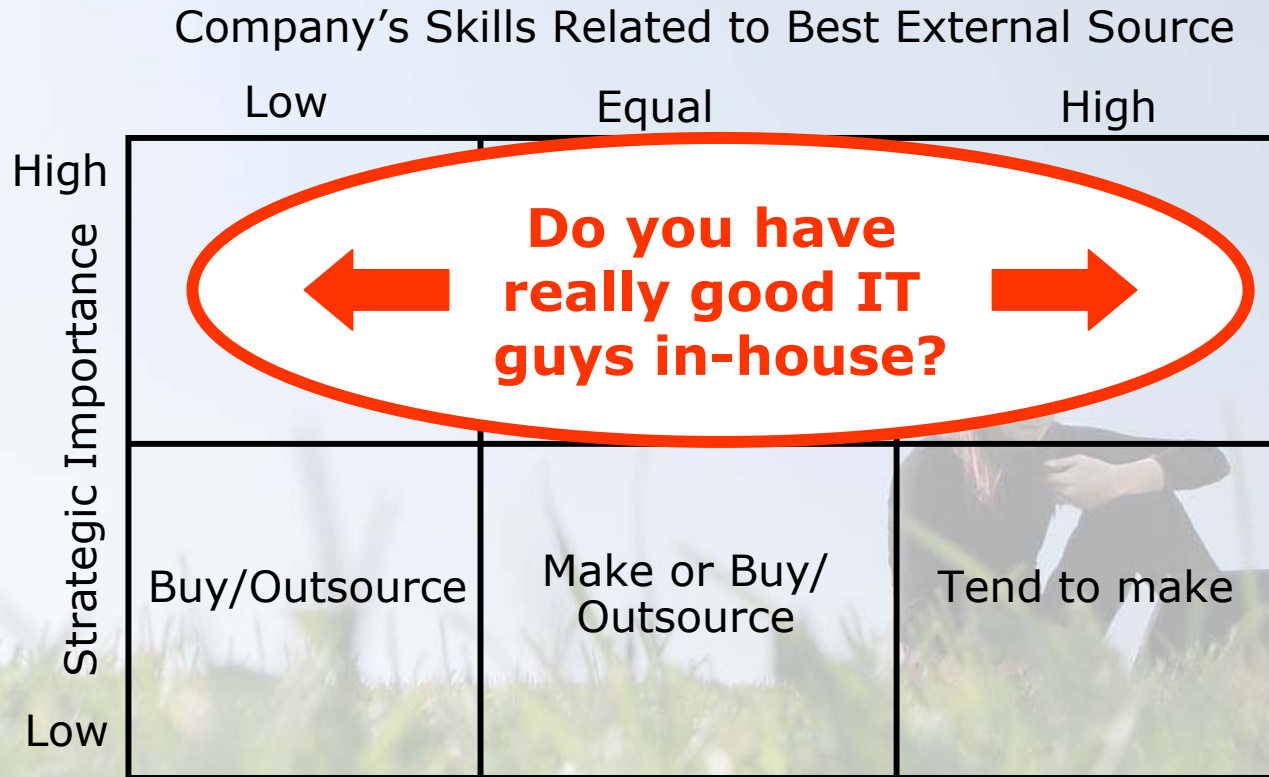 Company’s Skills Related to Best External Source
Low Equal High
High
Strategic Importance
Do you have
really good IT
guys in-house?
Buy/Outsource
Make or Buy/
Outsource
Tend to make
Low